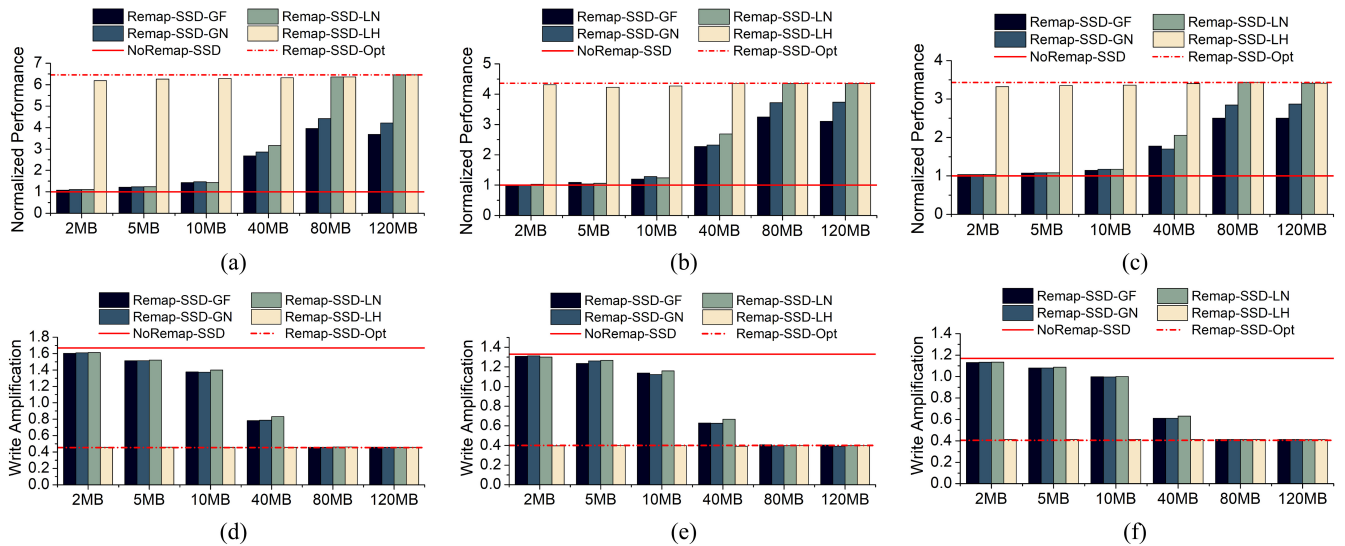 Remap-SSD-GF Remap-SSD-LN
Remap-SSD-GN Remap-SSD-LH
NoRemap-SSD Remap-SSD-Opt
Normalized Performance
7
6
5
4
3
2
1
0
2MB 5MB 10MB 40MB 80MB 120MB
(a)
Remap-SSD-GF Remap-SSD-LN
Remap-SSD-GN Remap-SSD-LH
NoRemap-SSD Remap-SSD-Opt
Normalized Performance
5
4
3
2
1
0
2MB 5MB 10MB 40MB 80MB 120MB
(b)
Remap-SSD-GF Remap-SSD-LN
Remap-SSD-GN Remap-SSD-LH
NoRemap-SSD Remap-SSD-Opt
Normalized Performance
4
3
2
1
0
2MB 5MB 10MB 40MB 80MB 120MB
(c)
Remap-SSD-GF Remap-SSD-LN
Remap-SSD-GN Remap-SSD-LH
NoRemap-SSD Remap-SSD-Opt
Write Amplification
1.8
1.6
1.4
1.2
1.0
0.8
0.6
0.4
0.2
0.0
2MB 5MB 10MB 40MB 80MB 120MB
(d)
Remap-SSD-GF Remap-SSD-LN
Remap-SSD-GN Remap-SSD-LH
NoRemap-SSD Remap-SSD-Opt
Write Amplification
1.4
1.2
1.0
0.8
0.6
0.4
0.2
0.0
2MB 5MB 10MB 40MB 80MB 120MB
(e)
Remap-SSD-GF Remap-SSD-LN
Remap-SSD-GN Remap-SSD-LH
NoRemap-SSD Remap-SSD-Opt
Write Amplification
1.4
1.2
1.0
0.8
0.6
0.4
0.2
0.0
2MB 5MB 10MB 40MB 80MB 120MB
(f)